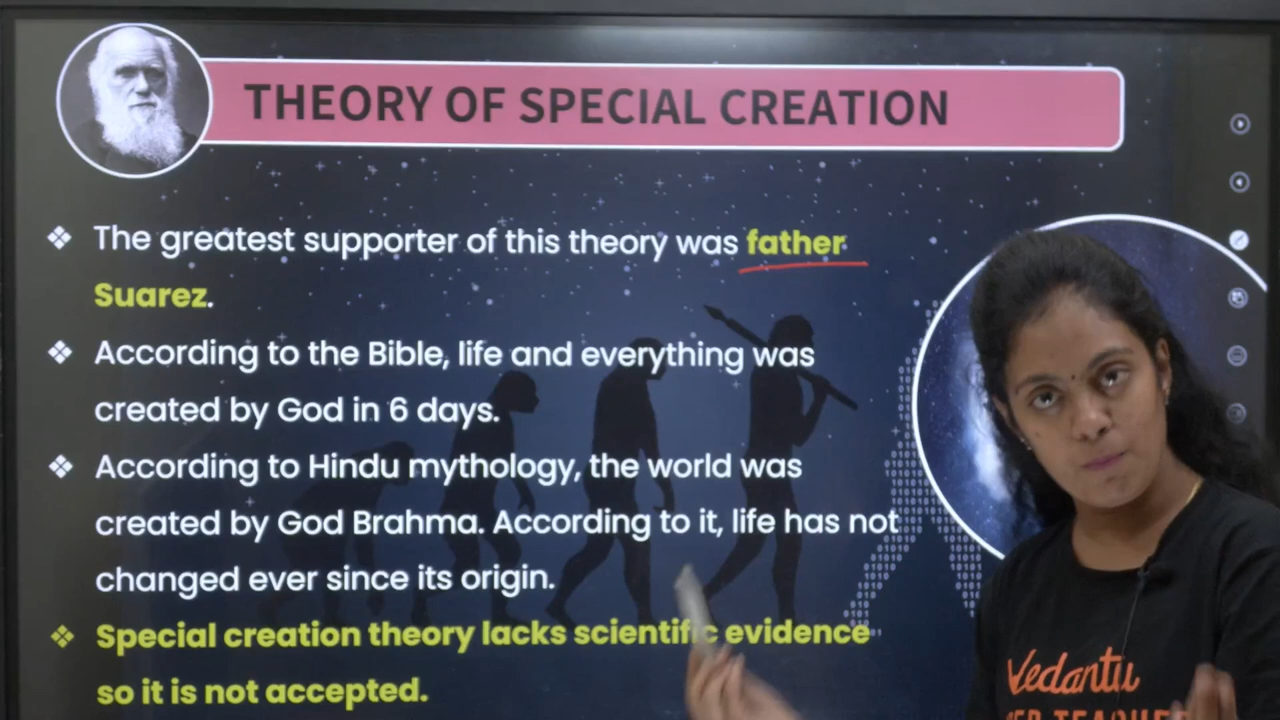 THEORY OF SPECIAL CREATION
❖ The greatest supporter of this theory was father
Suarez.
❖ According to the Bible, life and everything was
created by God in 6 days.
❖ According to Hindu mythology, the world was
created by God Brahma. According to it, life has not
changed ever since its origin.
❖ Special creation theory lacks scientific evidence
so it is not accepted.
Vedantu